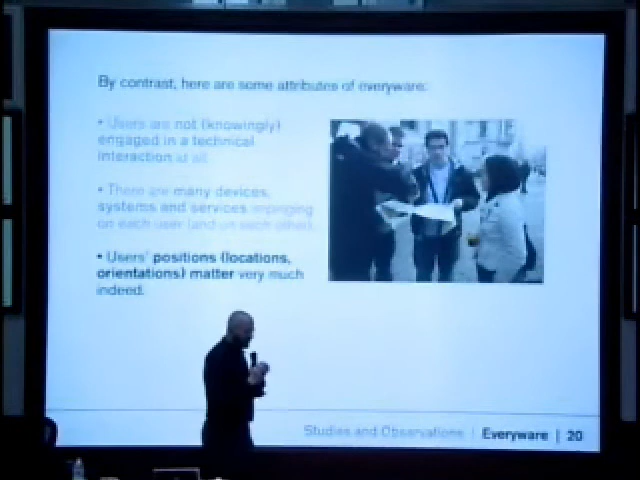 By contrast, here are some attributes of everyware:
• Users are not (knowingly)
engaged in a technical
interaction at all.
• There are many devices,
systems and services impinging
on each user (and on each other).
• Users' positions (locations,
orientations) matter very much
indeed.
Studies and Observations | Everyware | 20